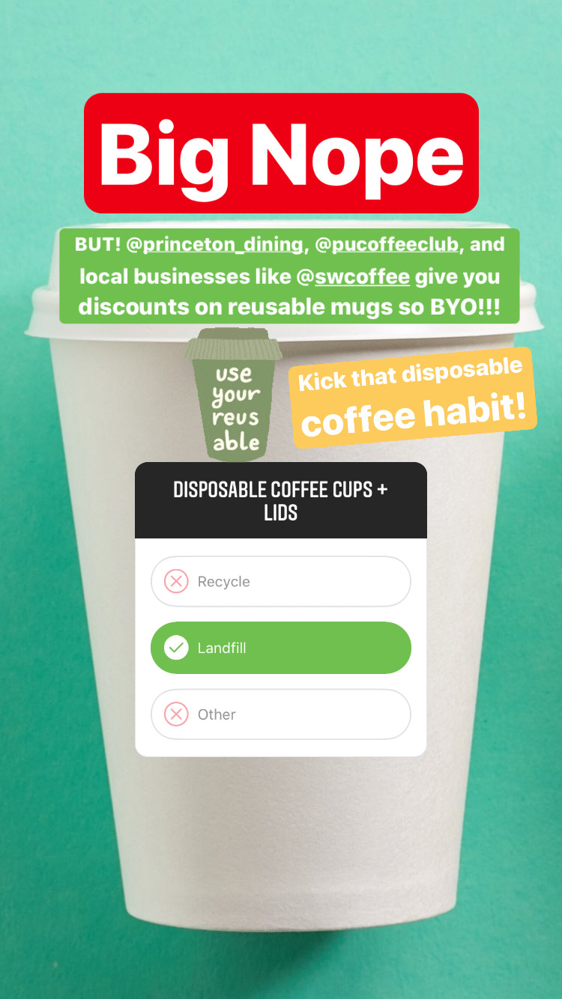 Big Nope
BUT! @princeton_dining, @pucoffeeclub, and
local businesses like @swcoffee give you
discounts on reusable mugs so BYO!!!
use
your
reus
able
Kick that disposable
coffee habit!
DISPOSABLE COFFEE CUPS +
LIDS
Recycle
Landfill
Other